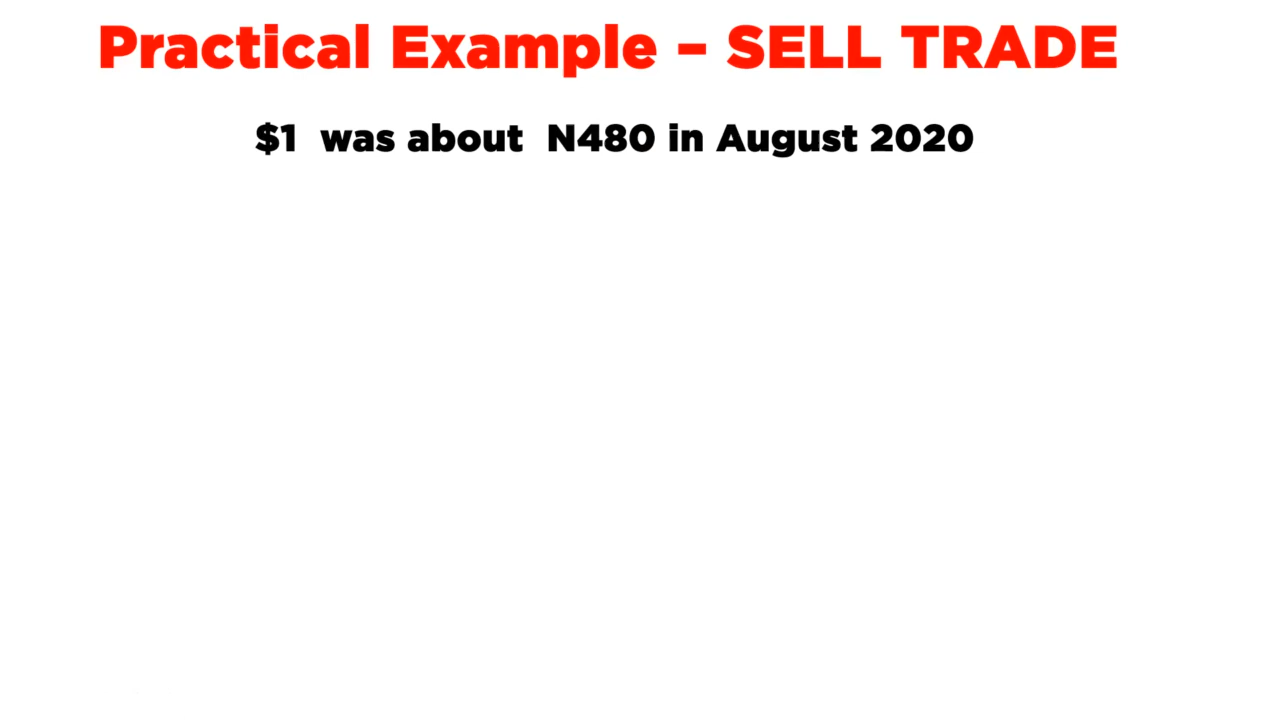 Practical Example – SELL TRADE
$1 was about N480 in August 2020